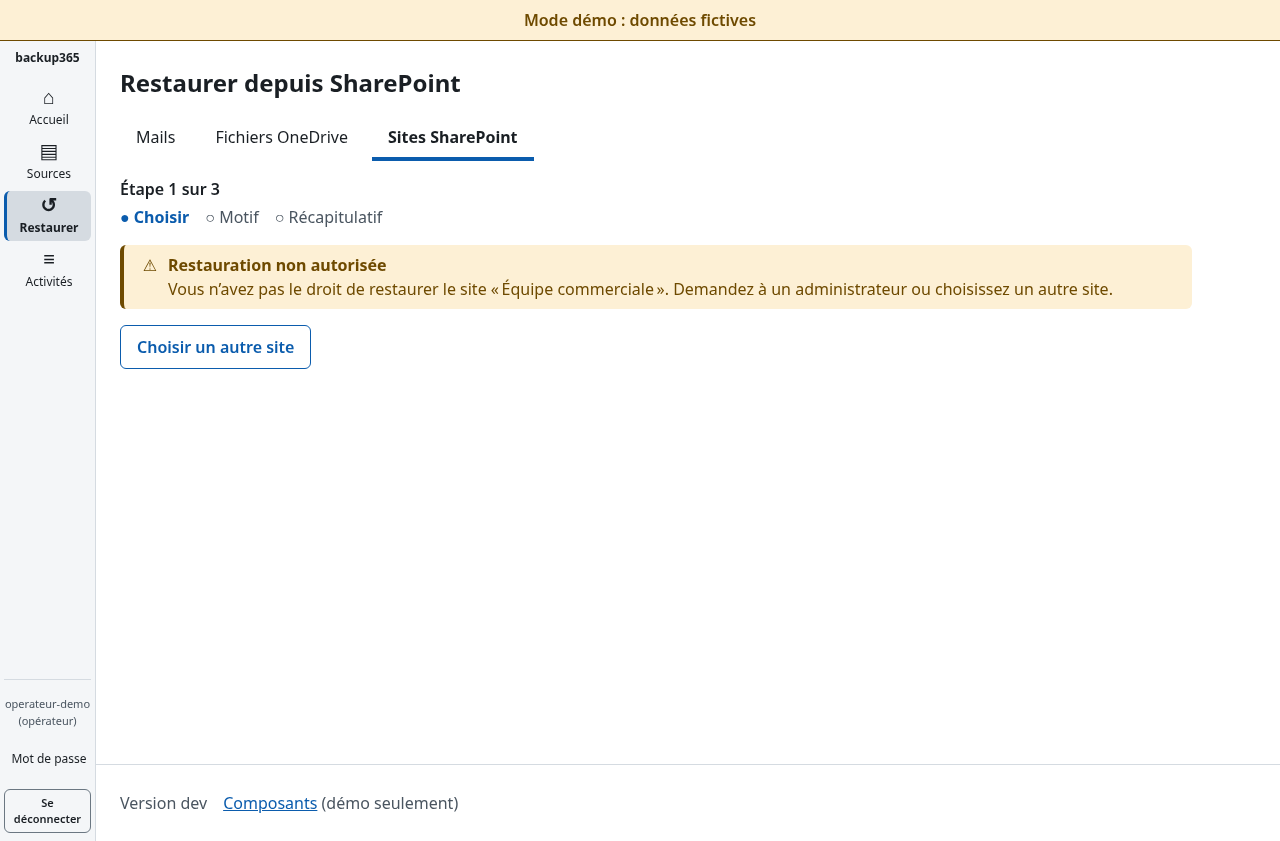 Mode démo : données fictives
backup365
Accueil
Sources
Restaurer
Activités
operateur-demo
(opérateur)
Mot de passe
Se
déconnecter
Restaurer depuis SharePoint
Mails Fichiers OneDrive Sites SharePoint
Étape 1 sur 3
● Choisir ○ Motif ○ Récapitulatif
⚠ Restauration non autorisée
Vous n’avez pas le droit de restaurer le site « Équipe commerciale ». Demandez à un administrateur ou choisissez un autre site.
Choisir un autre site
Version dev Composants (démo seulement)